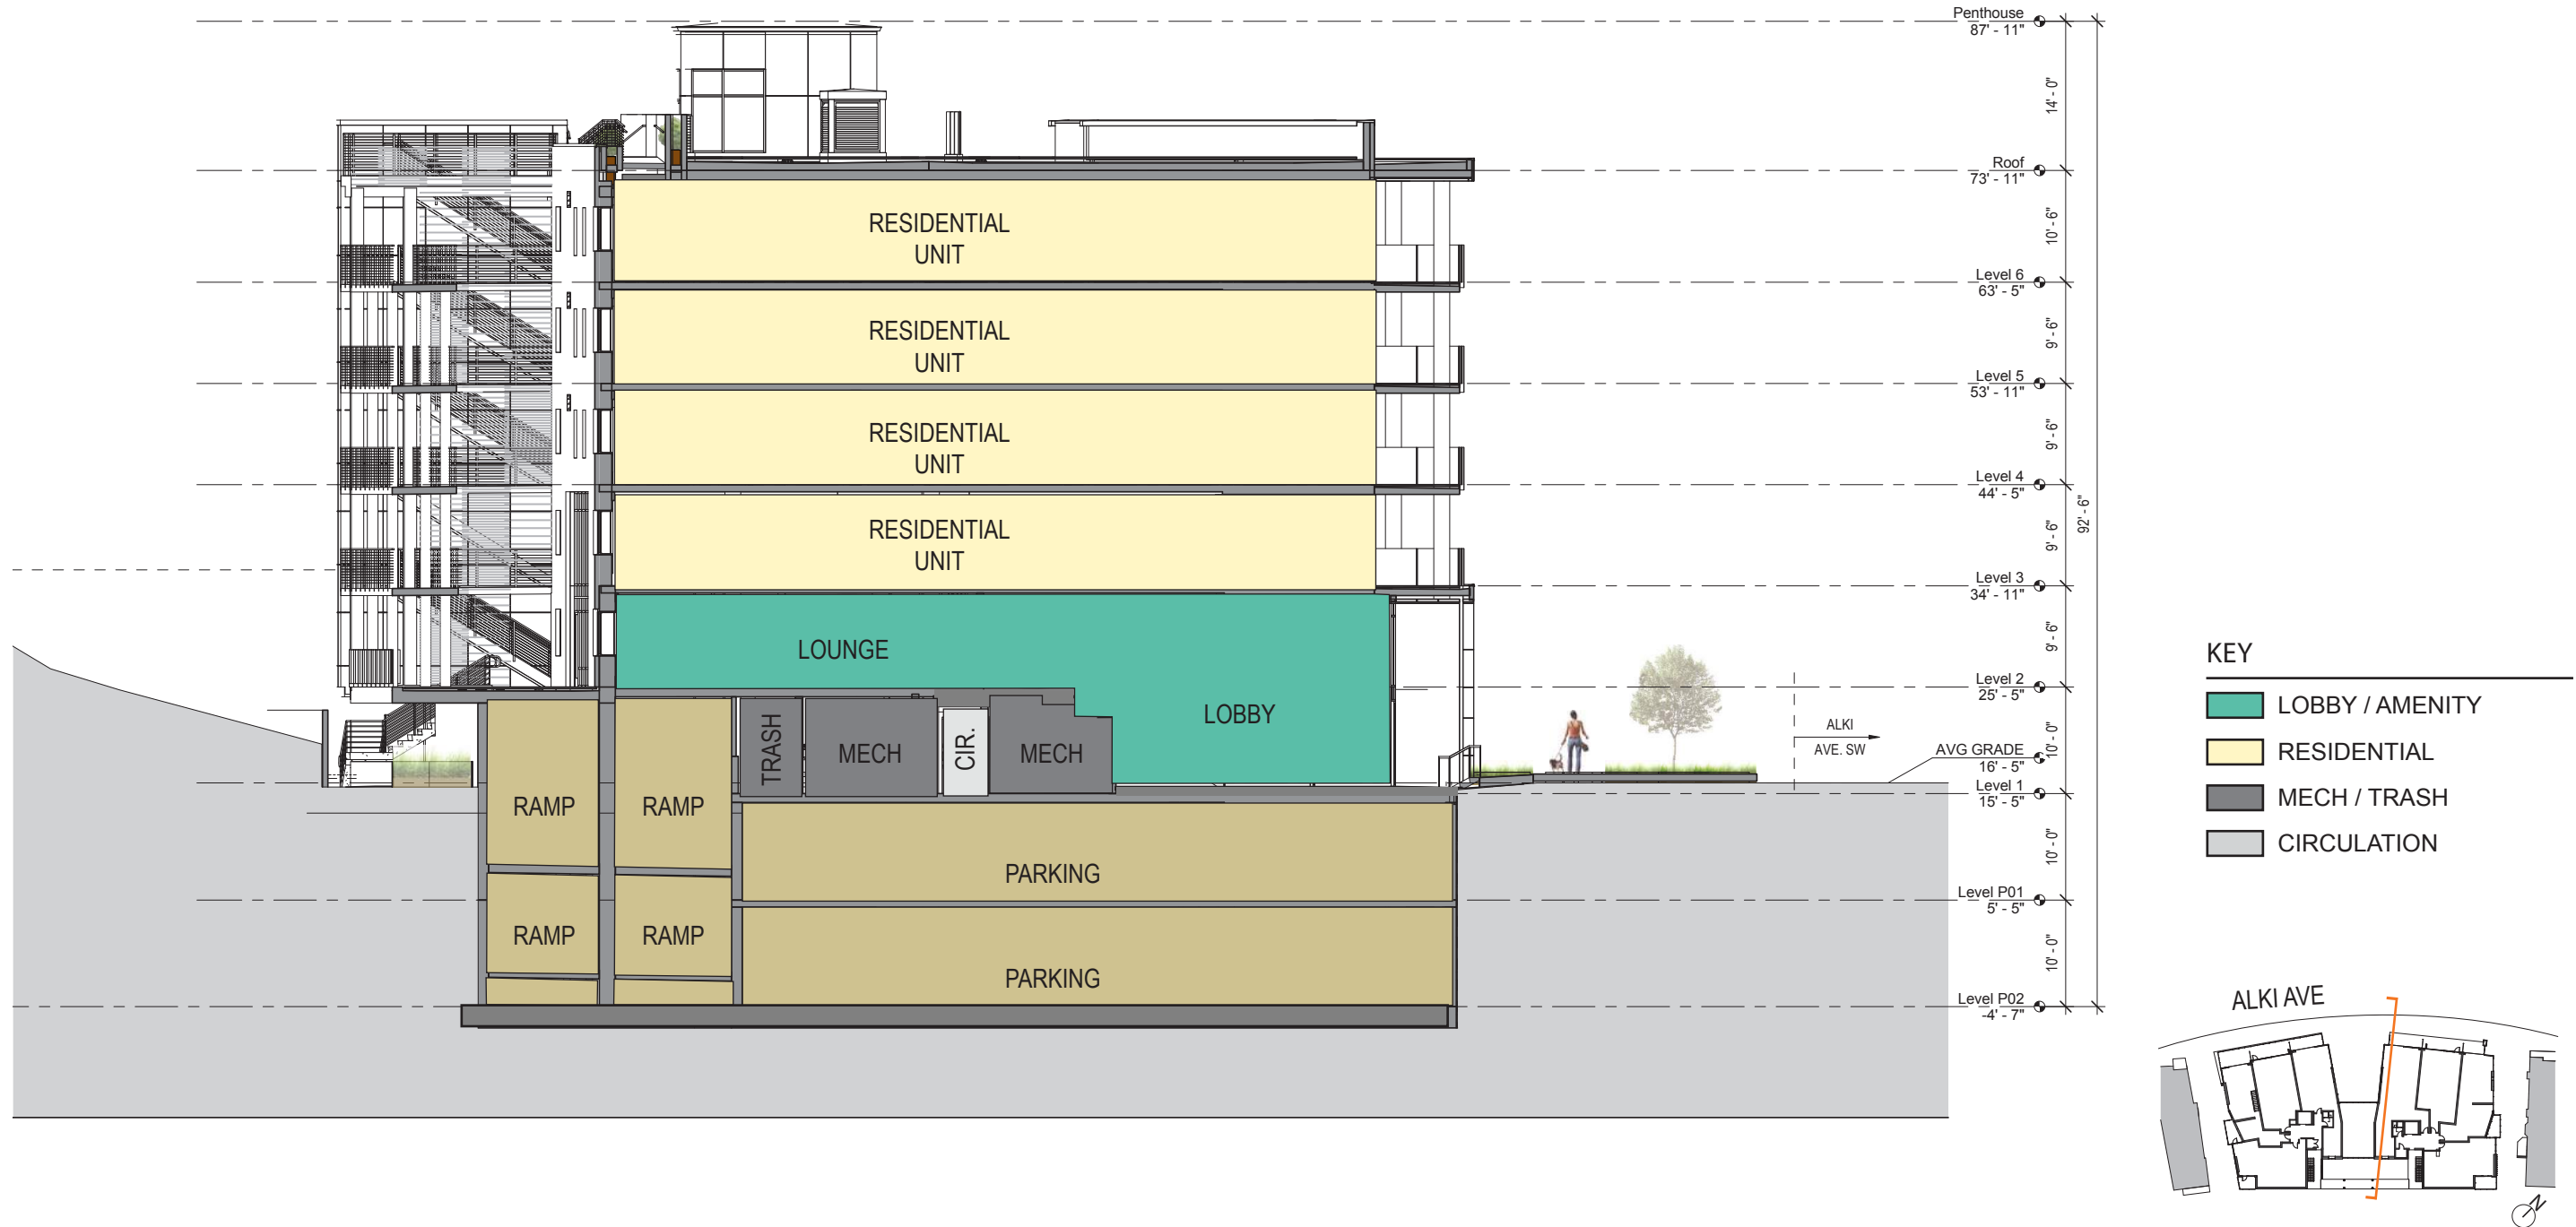 Penthouse
87' - 11"
14' - 0"
Roof
73' - 11"
10' - 6"
RESIDENTIAL
UNIT
Level 6
63' - 5"
9' - 6"
RESIDENTIAL
UNIT
Level 5
53' - 11"
9' - 6"
RESIDENTIAL
UNIT
Level 4
44' - 5"
92' - 6"
9' - 6"
RESIDENTIAL
UNIT
Level 3
34' - 11"
9' - 6"
LOUNGE
Level 2
25' - 5"
LOBBY
TRASH
MECH
CIR.
MECH
ALKI
AVE. SW
AVG GRADE
16' - 5"
10' - 0"
Level 1
15' - 5"
RAMP
RAMP
10' - 0"
PARKING
Level P01
5' - 5"
RAMP
RAMP
10' - 0"
PARKING
Level P02
-4' - 7"
KEY
LOBBY / AMENITY
RESIDENTIAL
MECH / TRASH
CIRCULATION
ALKI AVE
N